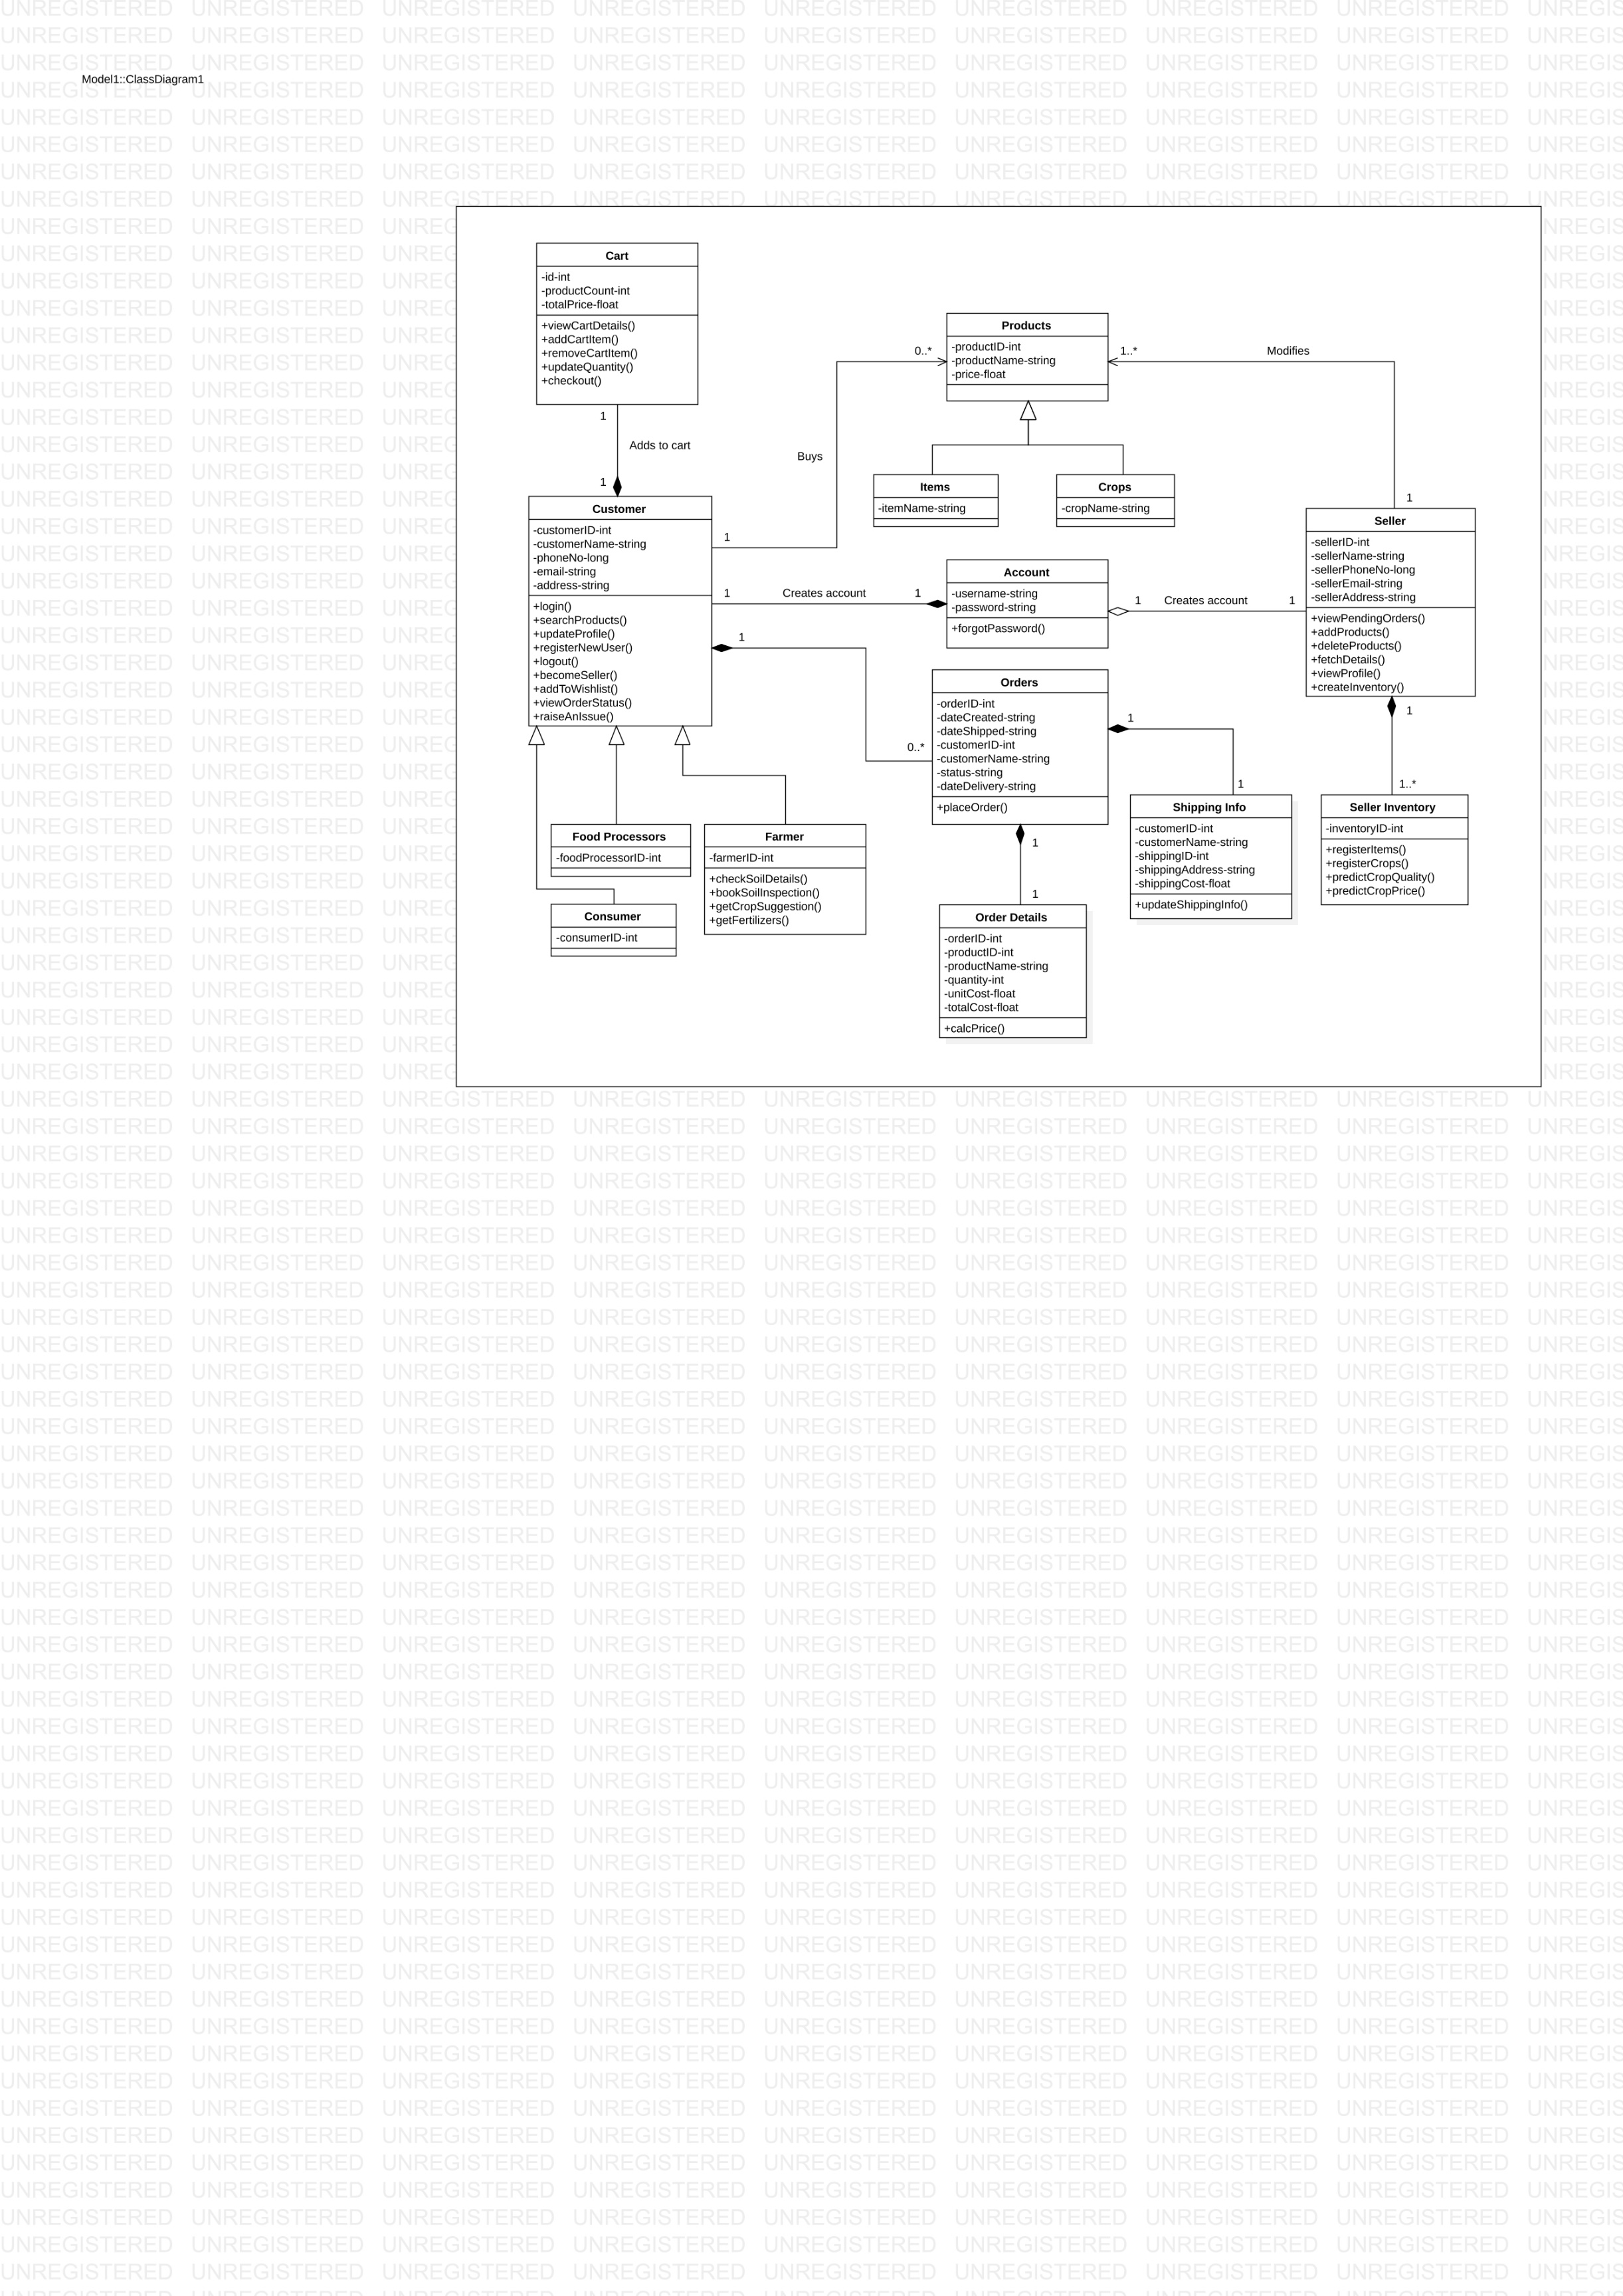 Model1::ClassDiagram1
Cart
-id-int
-productCount-int
-totalPrice-float
+viewCartDetails()
+addCartItem()
+removeCartItem()
+updateQuantity()
+checkout()
1
Adds to cart
1
Products
-productID-int
-productName-string
-price-float
0..*
1..*
Modifies
Buys
Items
-itemName-string
Crops
-cropName-string
Customer
-customerID-int
-customerName-string
-phoneNo-long
-email-string
-address-string
+login()
+searchProducts()
+updateProfile()
+registerNewUser()
+logout()
+becomeSeller()
+addToWishlist()
+viewOrderStatus()
+raiseAnIssue()
1
1
Creates account
1
1
Account
-username-string
-password-string
+forgotPassword()
1
Creates account
1
1
Seller
-sellerID-int
-sellerName-string
-sellerPhoneNo-long
-sellerEmail-string
-sellerAddress-string
+viewPendingOrders()
+addProducts()
+deleteProducts()
+fetchDetails()
+viewProfile()
+createInventory()
1
1..*
Orders
-orderID-int
-dateCreated-string
-dateShipped-string
-customerID-int
-customerName-string
-status-string
-dateDelivery-string
+placeOrder()
0..*
1
1
1
1
Food Processors
-foodProcessorID-int
Farmer
-farmerID-int
+checkSoilDetails()
+bookSoilInspection()
+getCropSuggestion()
+getFertilizers()
Consumer
-consumerID-int
Order Details
-orderID-int
-productID-int
-productName-string
-quantity-int
-unitCost-float
-totalCost-float
+calcPrice()
Shipping Info
-customerID-int
-customerName-string
-shippingID-int
-shippingAddress-string
-shippingCost-float
+updateShippingInfo()
Seller Inventory
-inventoryID-int
+registerItems()
+registerCrops()
+predictCropQuality()
+predictCropPrice()
UNREGISTERED